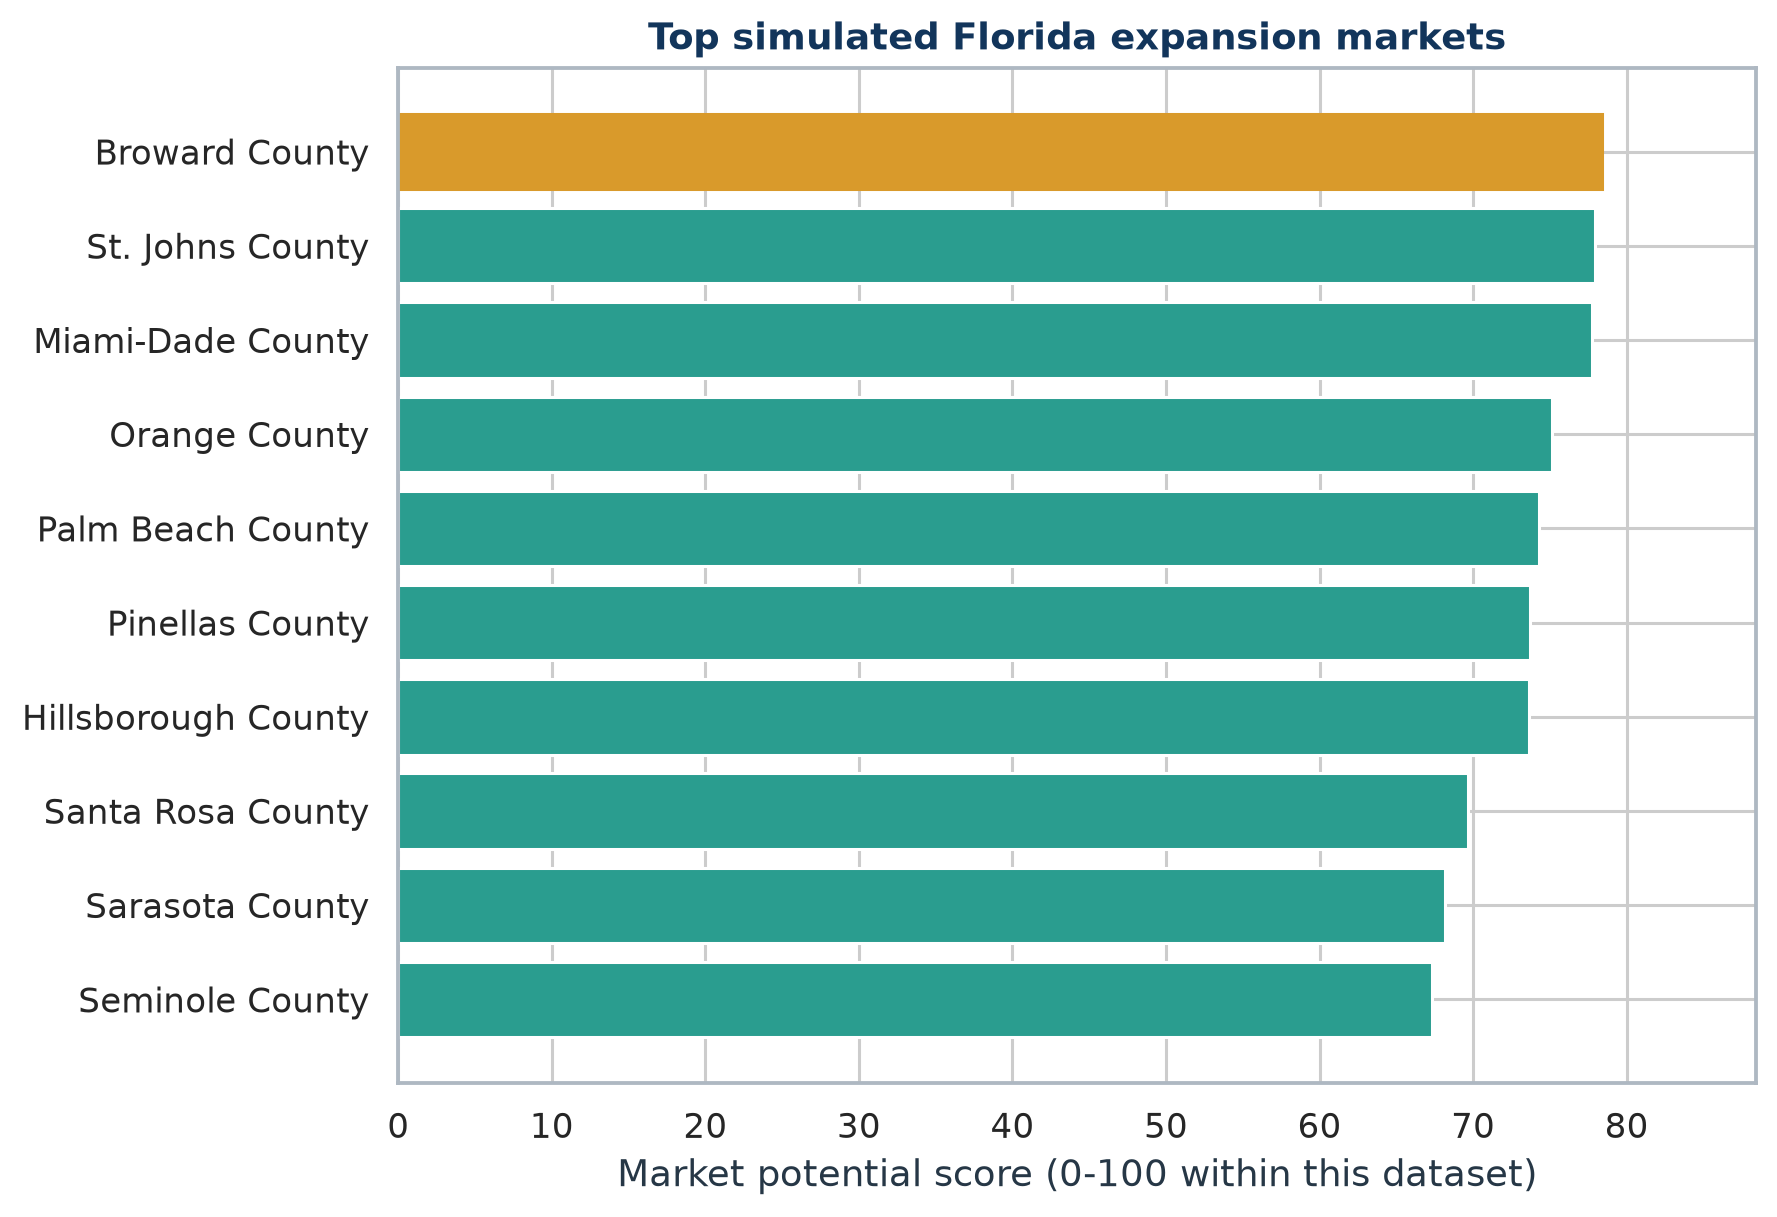 Top simulated Florida expansion markets
Broward County
St. Johns County
Miami-Dade County
Orange County
Palm Beach County
Pinellas County
Hillsborough County
Santa Rosa County
Sarasota County
Seminole County
0 10 20 30 40 50 60 70 80
Market potential score (0-100 within this dataset)